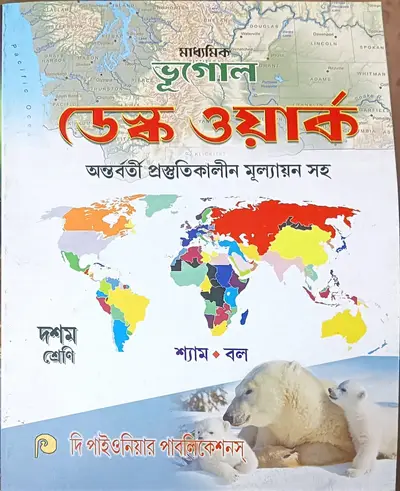 মাধ্যমিক
ভূগোল
ডেস্ক ওয়ার্ক
অন্তর্বর্তী প্রস্তুতিকালীন মূল্যায়ন সহ
দশম
শ্রেণি
শ্যাম • বল
দি পাইওনিয়ার পাবলিকেশনস্